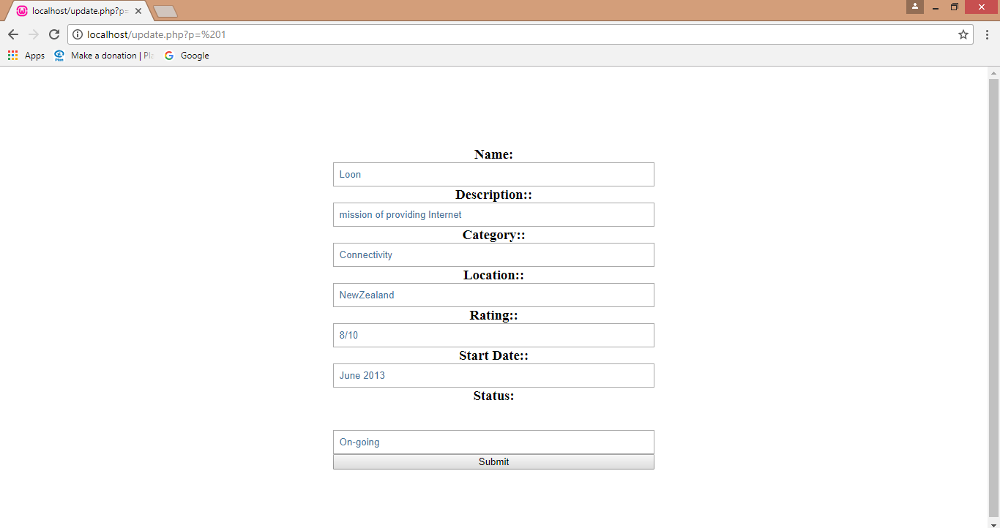 localhost/update.php?p=
localhost/update.php?p=%201
Apps
Make a donation | Pla
Google
Name:
Loon
Description::
mission of providing Internet
Category::
Connectivity
Location::
NewZealand
Rating::
8/10
Start Date::
June 2013
Status:
On-going
Submit